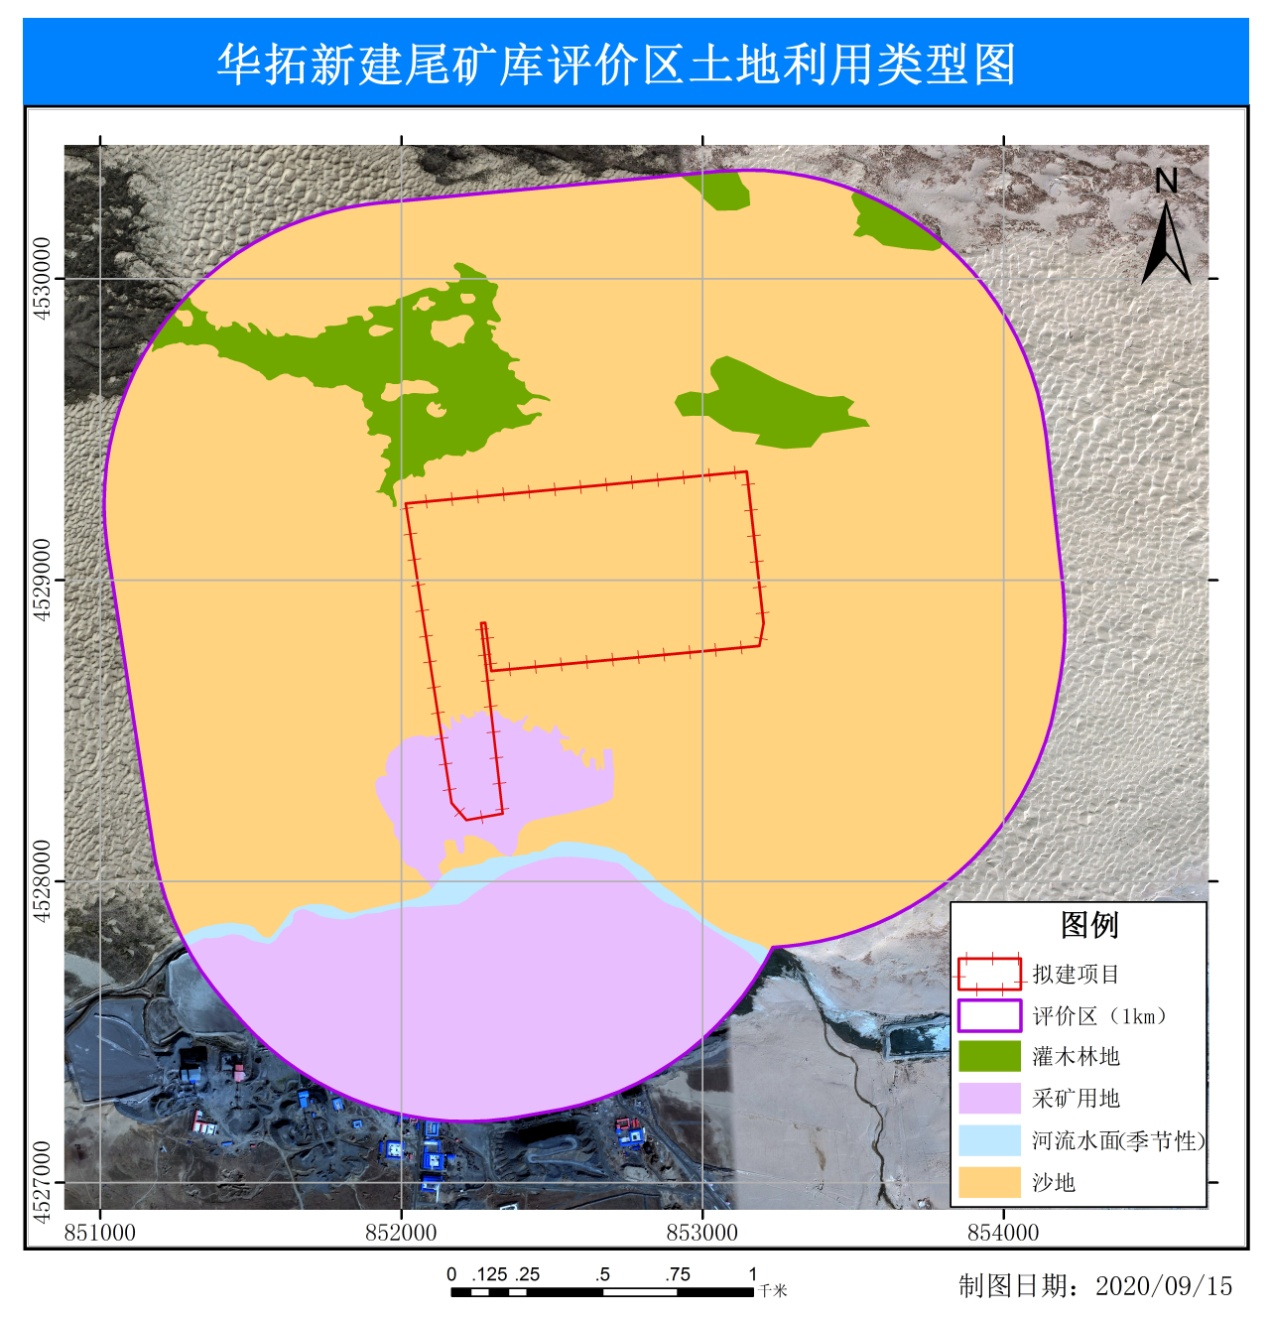 华拓新建尾矿库评价区土地利用类型图
N
4530000
4529000
4528000
4527000
851000
852000
853000
854000
图例
拟建项目
评价区（1km）
灌木林地
采矿用地
河流水面(季节性)
沙地
0 .125 .25 .5 .75 1
千米
制图日期：2020/09/15